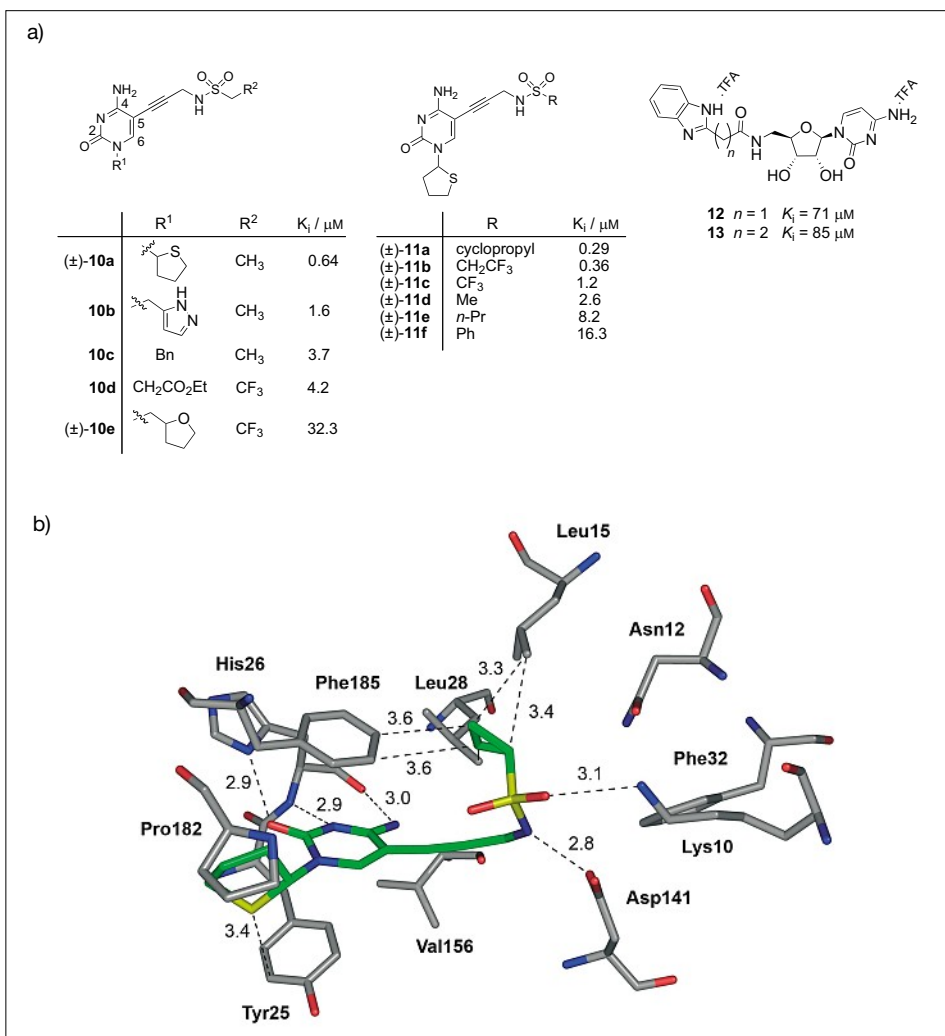 a)
NH2
4
N
2
O
N
R1
5
6
N
H
S
O O
R2
NH2
N
O
N
S
N
H
S
O O
R
TFA
NH
N
n
O
N
H
O
HO OH
N
N
O
NH2
TFA
12 n = 1 Ki = 71 µM
13 n = 2 Ki = 85 µM
R1 R2 Ki / µM
(±)-10a S CH3 0.64
10b H N N CH3 1.6
10c Bn CH3 3.7
10d CH2CO2Et CF3 4.2
(±)-10e O CF3 32.3
R Ki / µM
(±)-11a cyclopropyl 0.29
(±)-11b CH2CF3 0.36
(±)-11c CF3 1.2
(±)-11d Me 2.6
(±)-11e n-Pr 8.2
(±)-11f Ph 16.3
b)
Leu15
Asn12
His26
Phe185
Leu28
3.3
3.4
3.6
3.6
3.1
Phe32
2.9
2.9
3.0
Pro182
Lys10
2.8
Asp141
3.4
Val156
Tyr25